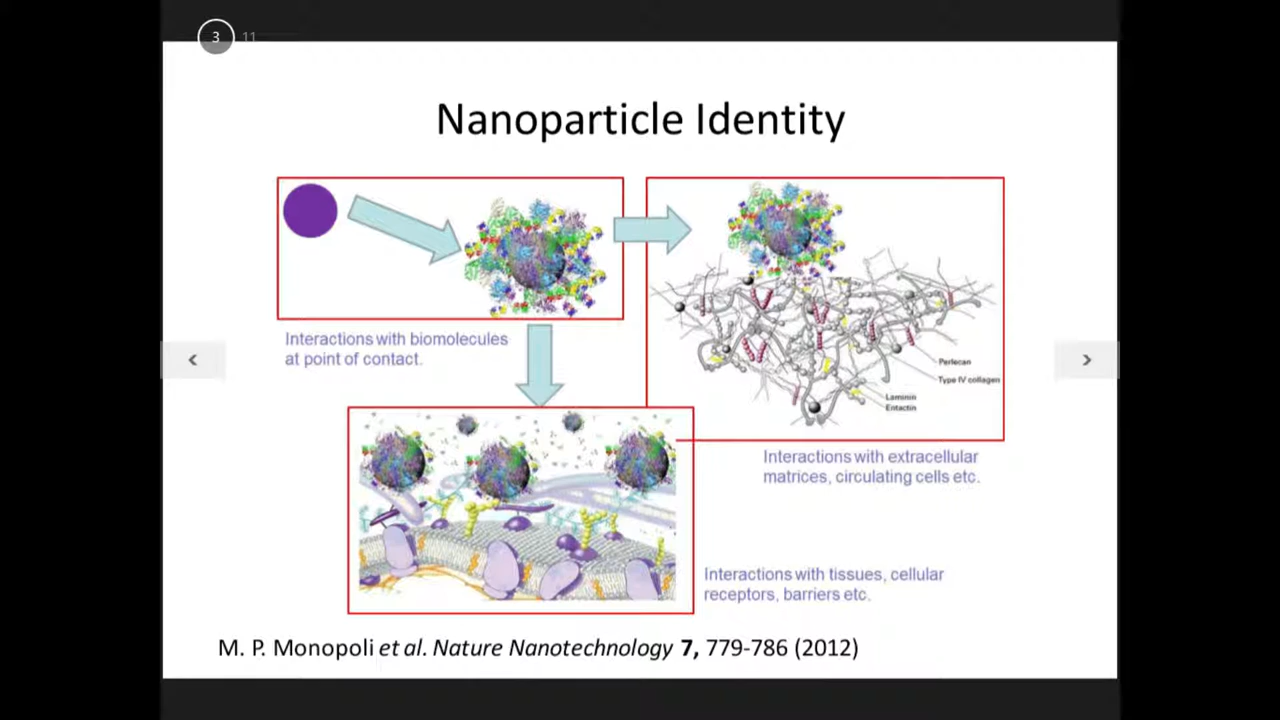 3 11
Nanoparticle Identity
Interactions with biomolecules
at point of contact.
Perlecan
Type IV collagen
Laminin
Entactin
Interactions with extracellular
matrices, circulating cells etc.
Interactions with tissues, cellular
receptors, barriers etc.
M. P. Monopoli et al. Nature Nanotechnology 7, 779-786 (2012)